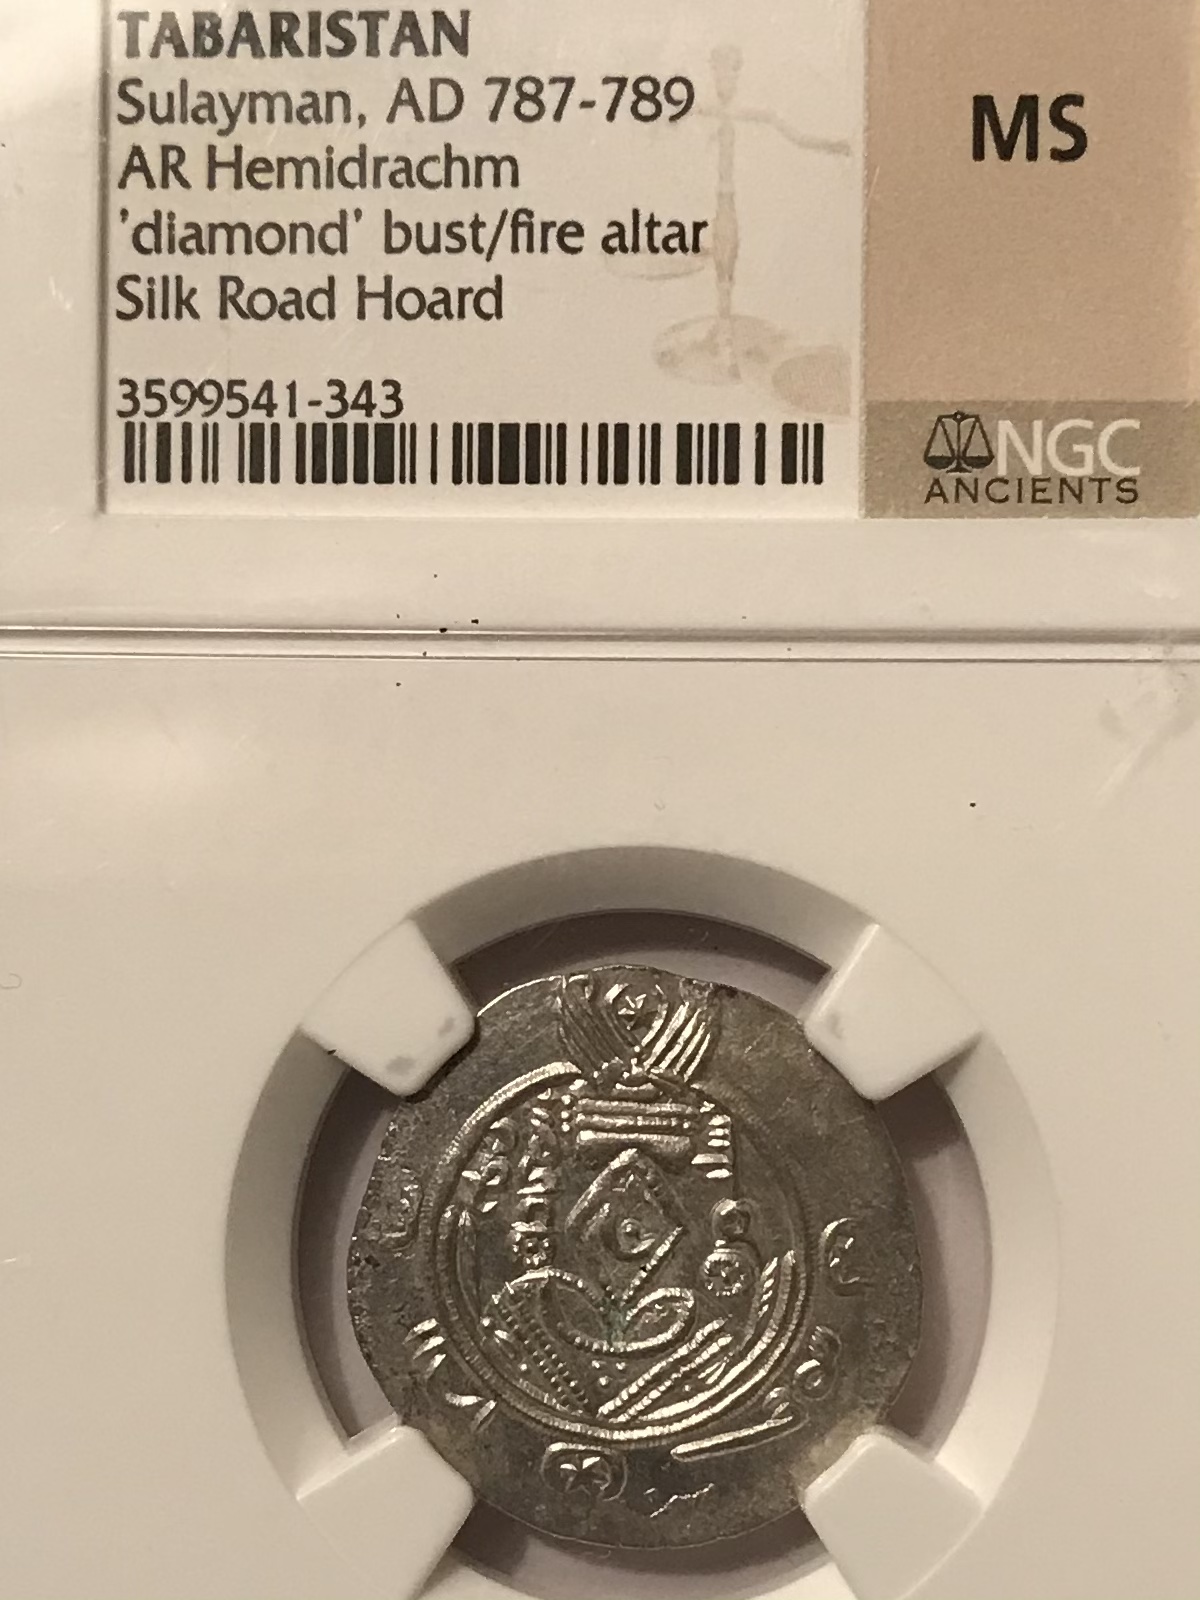 TABARISTAN
Sulayman, AD 787-789
AR Hemidrachm
'diamond' bust/fire altar
Silk Road Hoard
3599541-343
MS
NGC
ANCIENTS